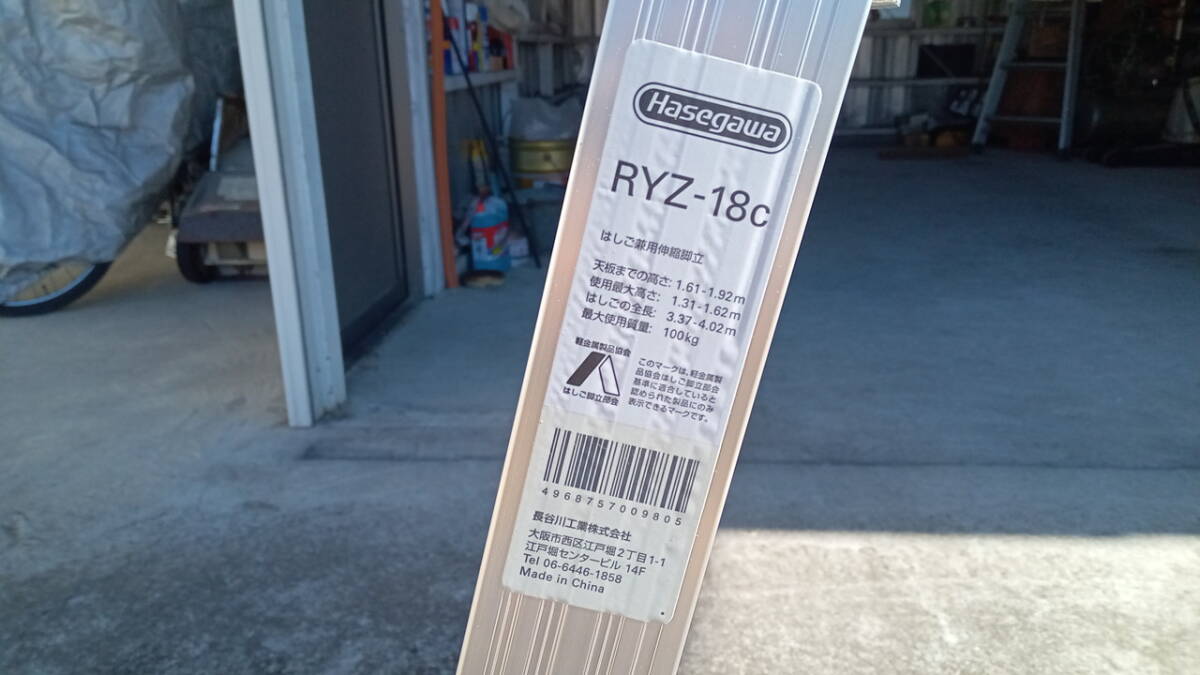 Hasegawa
RYZ-18c
はしご兼用伸縮脚立
天板までの高さ: 1.61-1.92m
使用最大高さ: 1.31-1.62m
はしごの全長: 3.37-4.02m
最大使用質量: 100kg
軽金属製品協会
はしご脚立部会
このマークは、軽金属製
品協会はしご脚立部会
基準に適合していると
認められた製品にのみ
表示できるマークです。
4968757009805
長谷川工業株式会社
大阪市西区江戸堀2丁目1-1
江戸堀センタービル 14F
Tel 06-6446-1858
Made in China